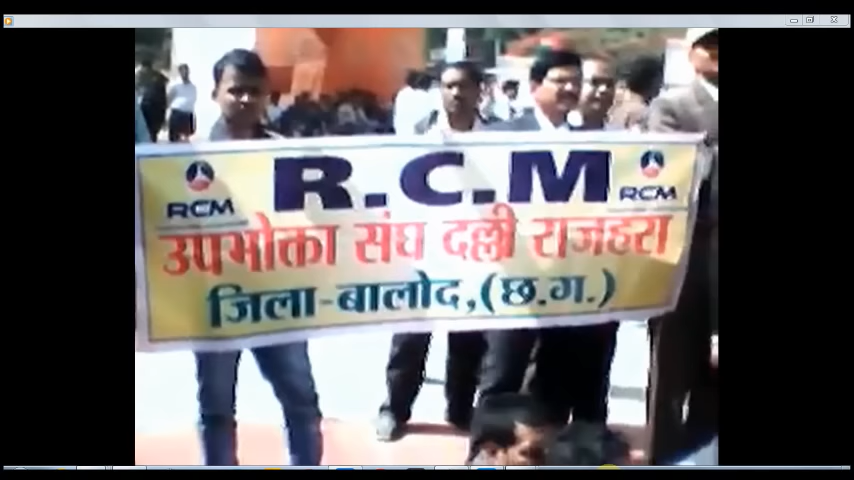 R.C.M
RCM
RCM
उपभोक्ता संघ दल्ली राजहरा
जिला-बालोद,(छ.ग.)